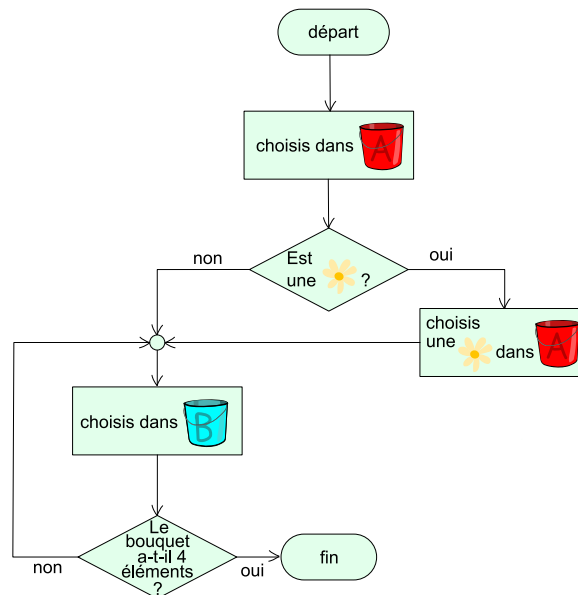 départ
choisis dans A
Est
une ?
non
oui
choisis
une dans A
choisis dans B
Le
bouquet
a-t-il 4
éléments
?
non
oui
fin